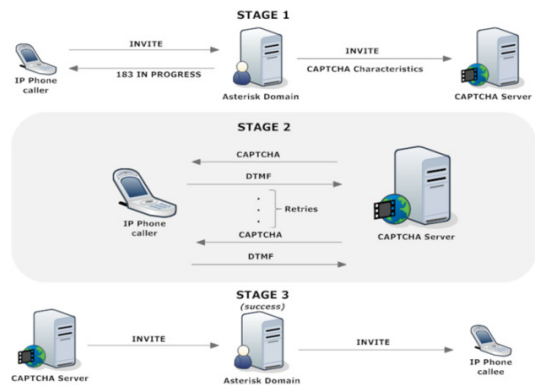 STAGE 1
INVITE
183 IN PROGRESS
INVITE
CAPTCHA Characteristics
IP Phone
caller
Asterisk Domain
CAPTCHA Server
STAGE 2
CAPTCHA
DTMF
Retries
CAPTCHA
DTMF
IP Phone
caller
CAPTCHA Server
STAGE 3
(success)
INVITE
INVITE
CAPTCHA Server
Asterisk Domain
IP Phone
callee